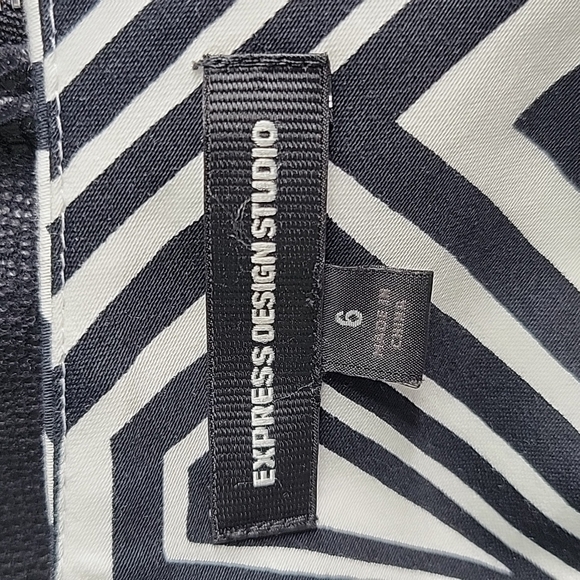 EXPRESS DESIGN STUDIO
6
MADE IN
CHINA